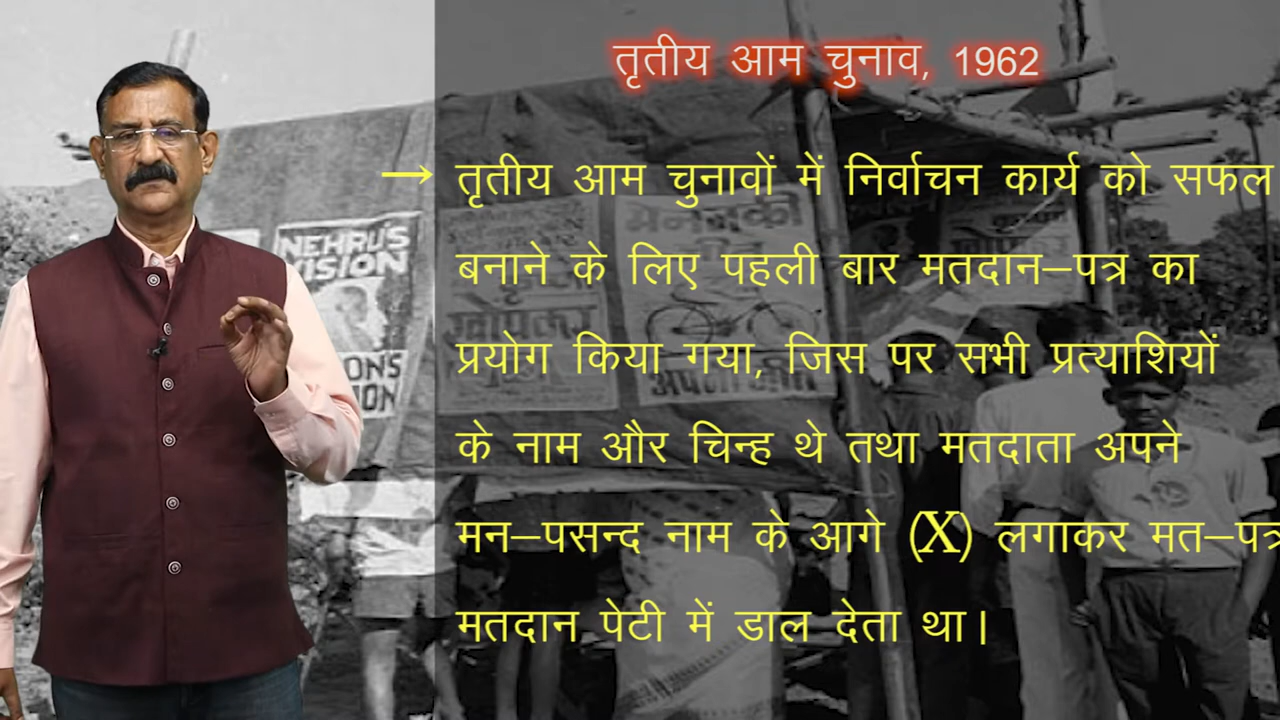 तृतीय आम चुनाव, 1962
→ तृतीय आम चुनावों में निर्वाचन कार्य को सफल
बनाने के लिए पहली बार मतदान–पत्र का
प्रयोग किया गया, जिस पर सभी प्रत्याशियों
के नाम और चिन्ह थे तथा मतदाता अपने
मन–पसन्द नाम के आगे (X) लगाकर मत–पत्र
मतदान पेटी में डाल देता था।
NEHRU'S
VISION